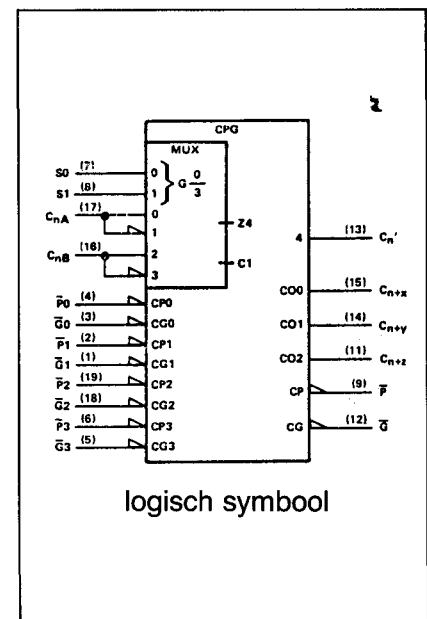 CPG
MUX
S0 (7) 0
S1 (8) 1
G 0/3
CnA (17) 0
1
Z4
CnB (16) 2
3
C1
4 (13) Cn'
P̄0 (4) CP0
Ḡ0 (3) CG0
P̄1 (2) CP1
Ḡ1 (1) CG1
P̄2 (19) CP2
Ḡ2 (18) CG2
P̄3 (6) CP3
Ḡ3 (5) CG3
CO0 (15) Cn+x
CO1 (14) Cn+y
CO2 (11) Cn+z
CP (9) P̄
CG (12) Ḡ
logisch symbool